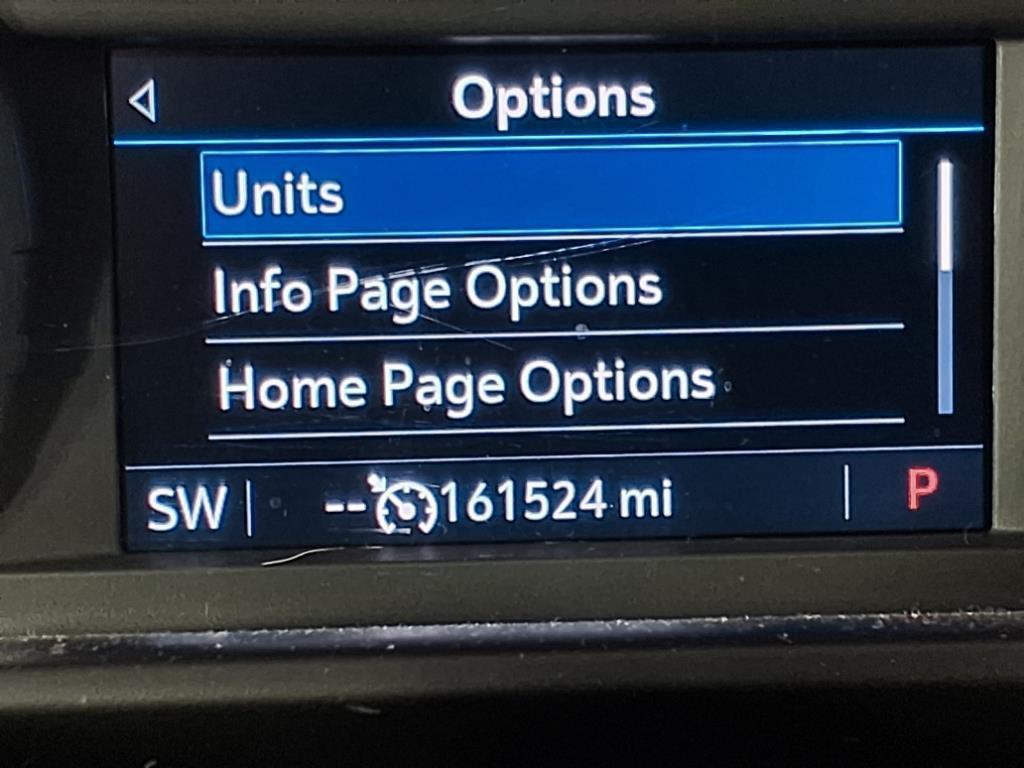 Options
Units
Info Page Options
Home Page Options
SW -- 161524 mi P